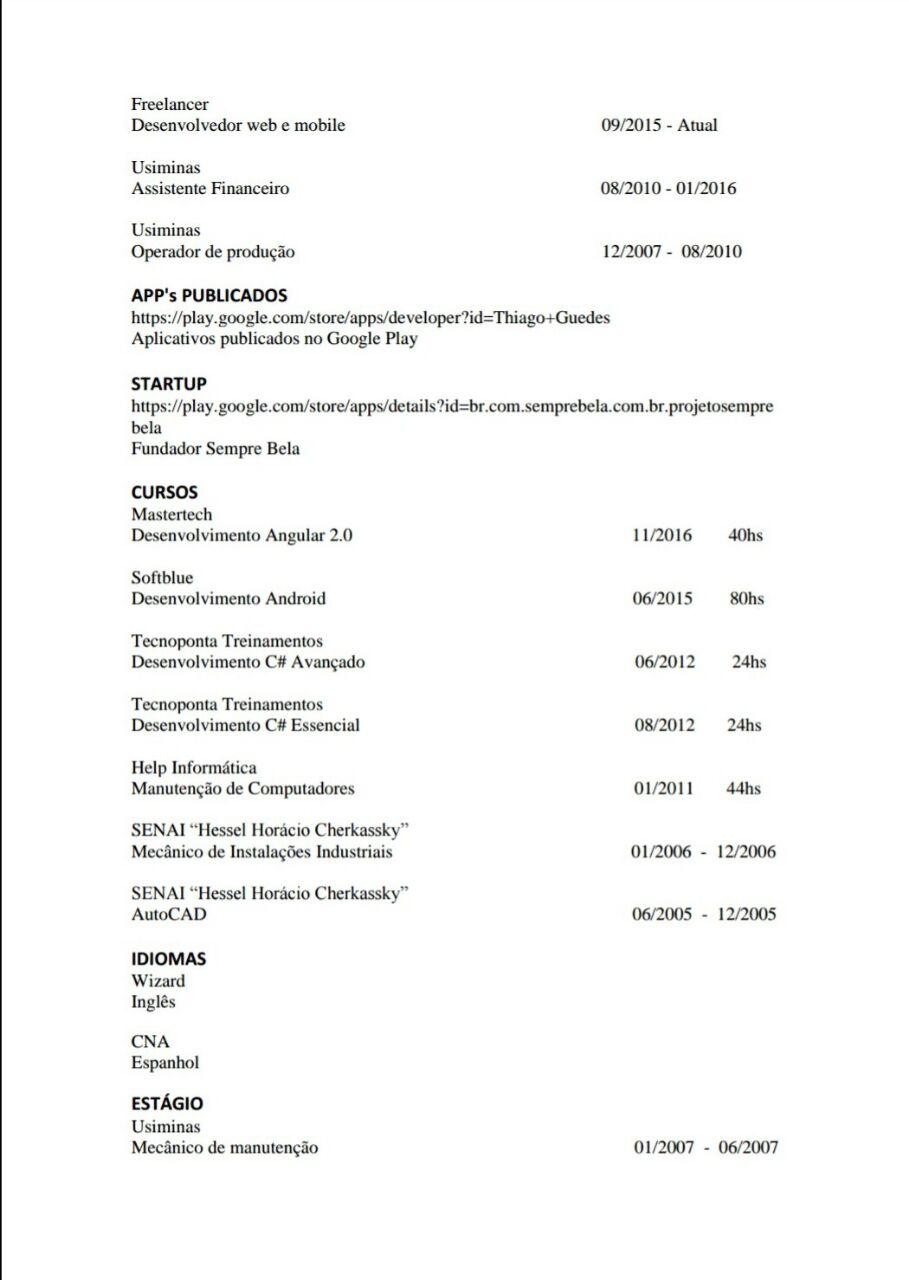 Freelancer
Desenvolvedor web e mobile 09/2015 - Atual
Usiminas
Assistente Financeiro 08/2010 - 01/2016
Usiminas
Operador de produção 12/2007 - 08/2010
APP's PUBLICADOS
https://play.google.com/store/apps/developer?id=Thiago+Guedes
Aplicativos publicados no Google Play
STARTUP
https://play.google.com/store/apps/details?id=br.com.semprebela.com.br.projetosempre
bela
Fundador Sempre Bela
CURSOS
Mastertech
Desenvolvimento Angular 2.0 11/2016 40hs
Softblue
Desenvolvimento Android 06/2015 80hs
Tecnoponta Treinamentos
Desenvolvimento C# Avançado 06/2012 24hs
Tecnoponta Treinamentos
Desenvolvimento C# Essencial 08/2012 24hs
Help Informática
Manutenção de Computadores 01/2011 44hs
SENAI “Hessel Horácio Cherkassky”
Mecânico de Instalações Industriais 01/2006 - 12/2006
SENAI “Hessel Horácio Cherkassky”
AutoCAD 06/2005 - 12/2005
IDIOMAS
Wizard
Inglês
CNA
Espanhol
ESTÁGIO
Usiminas
Mecânico de manutenção 01/2007 - 06/2007